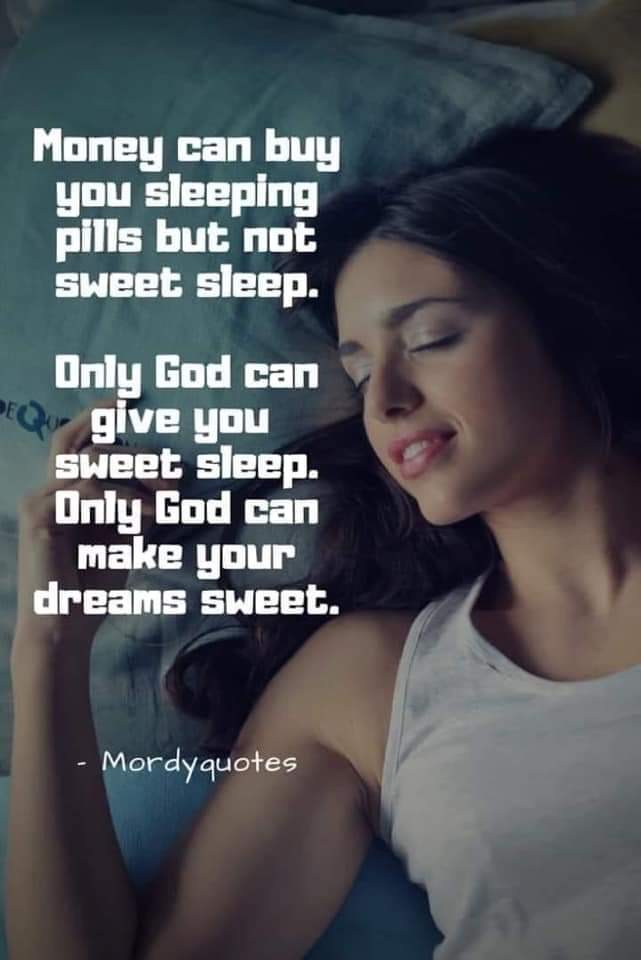 Money can buy
you sleeping
pills but not
sweet sleep.
Only God can
give you
sweet sleep.
Only God can
make your
dreams sweet.
- Mordyquotes